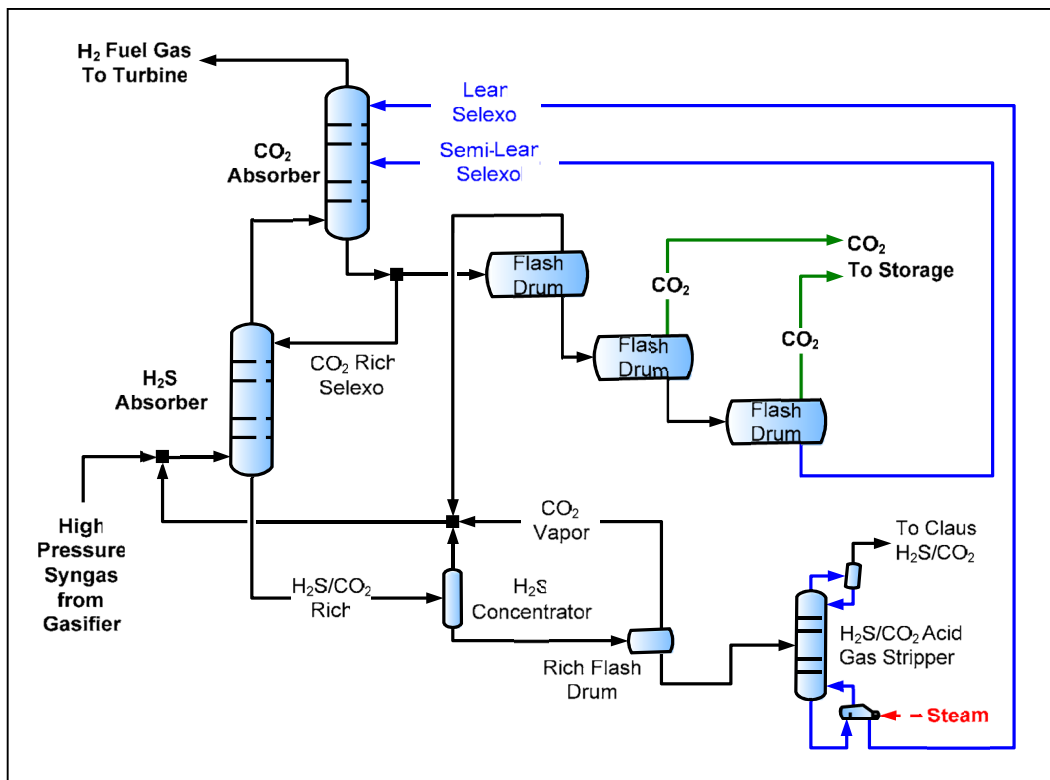 H₂ Fuel Gas
To Turbine
Lean
Selexo
CO₂
Absorber
Semi-Lean
Selexol
CO₂
To Storage
Flash
Drum
CO₂
Flash
Drum
CO₂
Flash
Drum
CO₂ Rich
Selexo
H₂S
Absorber
High
Pressure
Syngas
from
Gasifier
CO₂
Vapor
H₂S/CO₂
Rich
H₂S
Concentrator
Rich Flash
Drum
To Claus
H₂S/CO₂
H₂S/CO₂ Acid
Gas Stripper
Steam